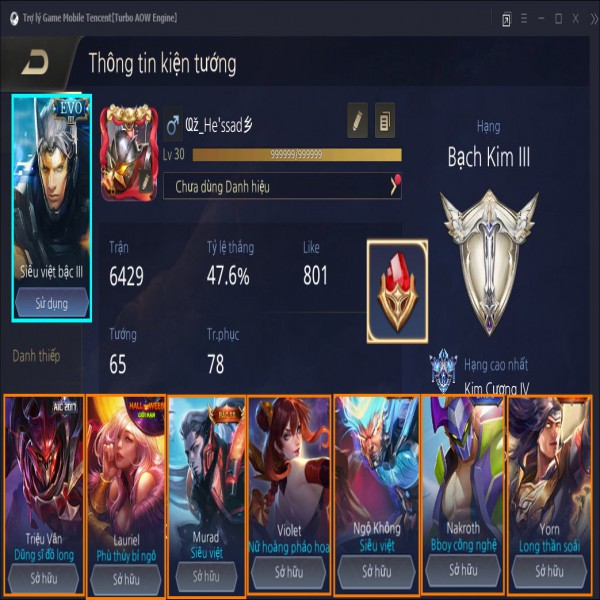 Trợ lý Game Mobile Tencent[Turbo AOW Engine]
Thông tin kiện tướng
EVO
III
Siêu việt bậc III
Sử dụng
Danh thiếp
_He'ssad
Lv 30
999999/999999
Chưa dùng Danh hiệu
Trận
6429
Tỷ lệ thắng
47.6%
Like
801
Tướng
65
Tr.phục
78
Hạng
Bạch Kim III
Hạng cao nhất
Kim Cương IV
AIC 2017
Triệu Vân
Dũng sĩ đồ long
Sở hữu
Lauriel
Phù thủy bí ngô
Sở hữu
Murad
Siêu việt
Sở hữu
Violet
Nữ hoàng pháo hoa
Sở hữu
Ngộ Không
Siêu việt
Sở hữu
Nakroth
Bboy công nghệ
Sở hữu
Yorn
Long thần soái
Sở hữu